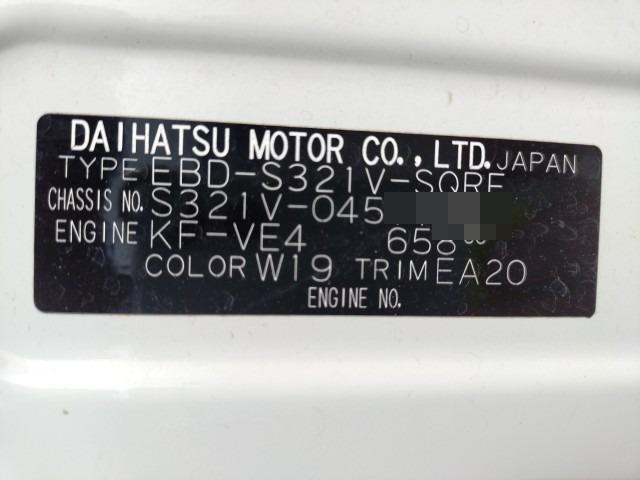 DAIHATSU MOTOR CO., LTD. JAPAN
TYPE EBD-S321V-SQRF
CHASSIS NO. S321V-045
ENGINE KF-VE4 658 cc
COLOR W19 TRIM EA20
ENGINE NO.